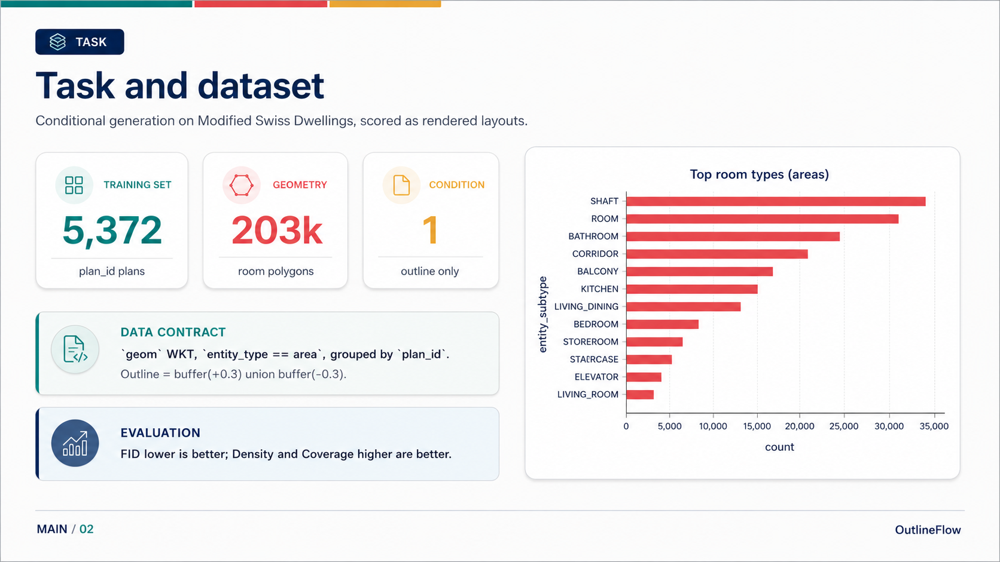 TASK
Task and dataset
Conditional generation on Modified Swiss Dwellings, scored as rendered layouts.
TRAINING SET
5,372
plan_id plans
GEOMETRY
203k
room polygons
CONDITION
1
outline only
DATA CONTRACT
`geom` WKT, `entity_type == area`, grouped by `plan_id`.
Outline = buffer(+0.3) union buffer(-0.3).
EVALUATION
FID lower is better; Density and Coverage higher are better.
Top room types (areas)
entity_subtype
SHAFT
ROOM
BATHROOM
CORRIDOR
BALCONY
KITCHEN
LIVING_DINING
BEDROOM
STOREROOM
STAIRCASE
ELEVATOR
LIVING_ROOM
0 5,000 10,000 15,000 20,000 25,000 30,000 35,000
count
MAIN / 02
OutlineFlow